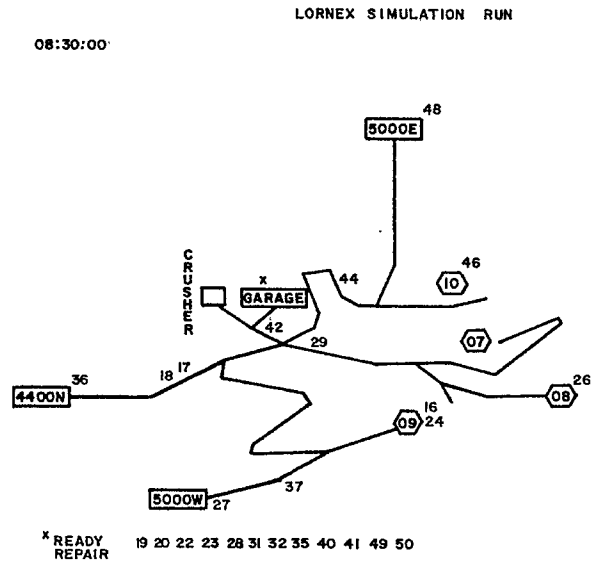 LORNEX SIMULATION RUN
08:30:00
48
5000E
CRUSHER
x
GARAGE
44
46
10
42
29
07
17
18
36
4400N
26
08
16
24
09
37
5000W
27
x READY 19 20 22 23 28 31 32 35 40 41 49 50
REPAIR